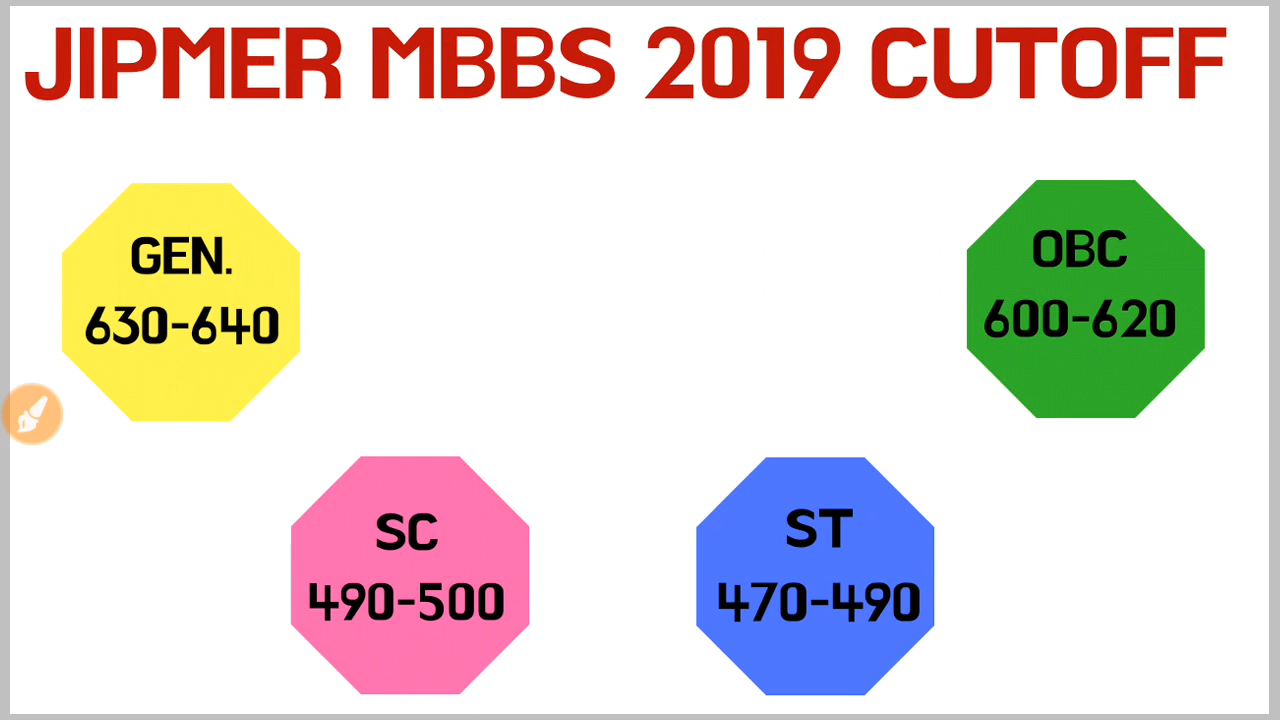 JIPMER MBBS 2019 CUTOFF
GEN.
630-640
OBC
600-620
SC
490-500
ST
470-490